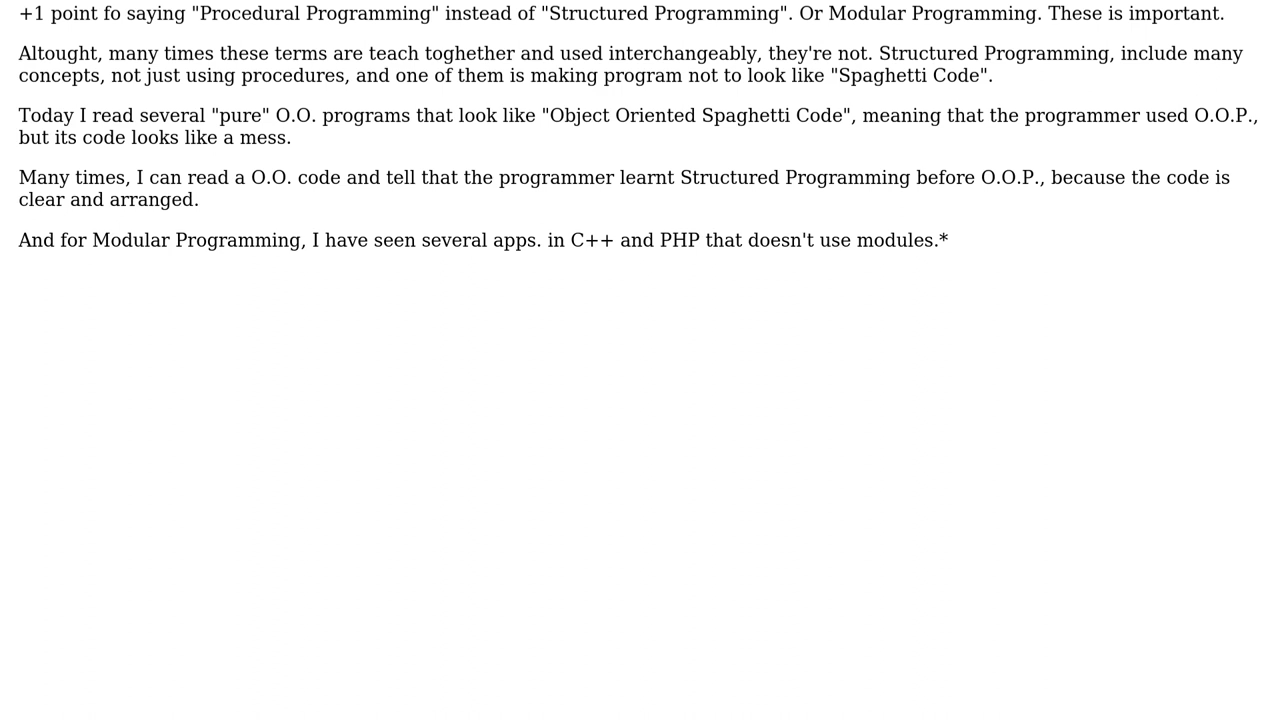 +1 point fo saying "Procedural Programming" instead of "Structured Programming". Or Modular Programming. These is important.
Altought, many times these terms are teach toghether and used interchangeably, they're not. Structured Programming, include many
concepts, not just using procedures, and one of them is making program not to look like "Spaghetti Code".
Today I read several "pure" O.O. programs that look like "Object Oriented Spaghetti Code", meaning that the programmer used O.O.P.,
but its code looks like a mess.
Many times, I can read a O.O. code and tell that the programmer learnt Structured Programming before O.O.P., because the code is
clear and arranged.
And for Modular Programming, I have seen several apps. in C++ and PHP that doesn't use modules.*